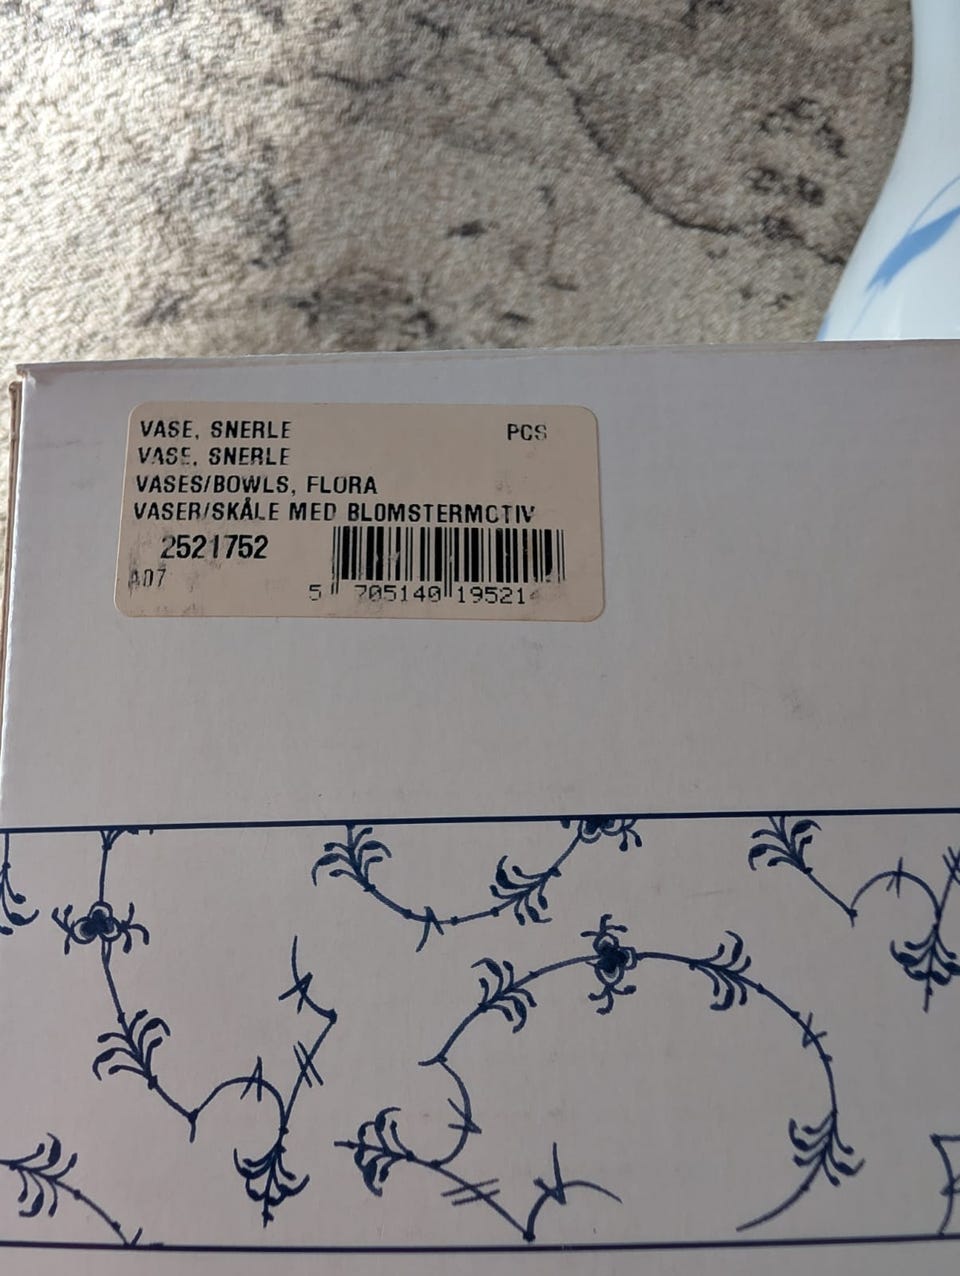 VASE, SNERLE PCS
VASE, SNERLE
VASES/BOWLS, FLORA
VASER/SKÅLE MED BLOMSTERMOTIV
2521752
A07
5 705140 19521